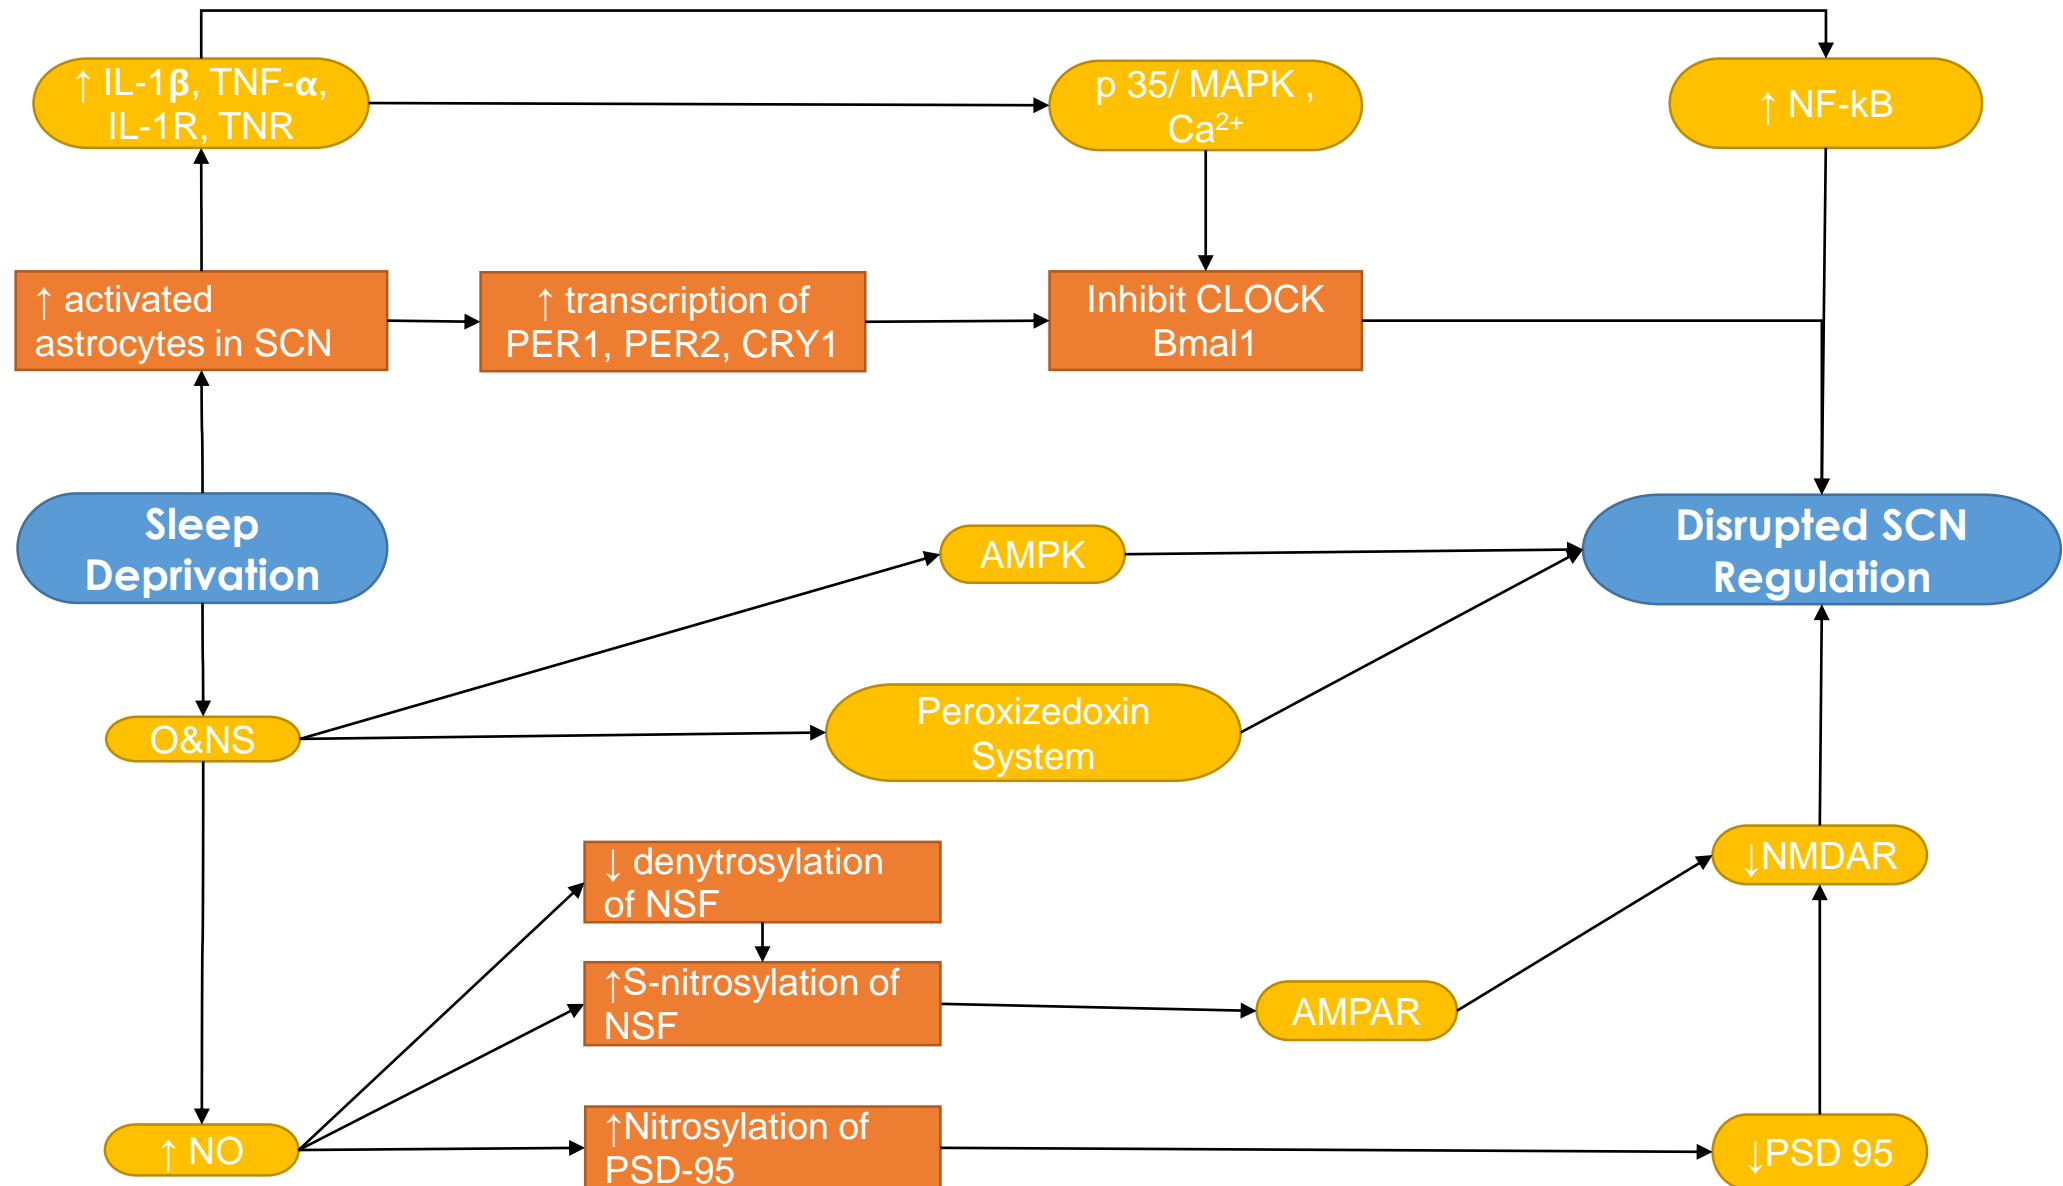 ↑ IL-1β, TNF-α,
IL-1R, TNR
p 35/ MAPK ,
Ca²⁺
↑ NF-kB
↑ activated
astrocytes in SCN
↑ transcription of
PER1, PER2, CRY1
Inhibit CLOCK
Bmal1
Sleep
Deprivation
AMPK
Disrupted SCN
Regulation
O&NS
Peroxizedoxin
System
↓ denytrosylation
of NSF
↓NMDAR
↑S-nitrosylation of
NSF
AMPAR
↑ NO
↑Nitrosylation of
PSD-95
↓PSD 95